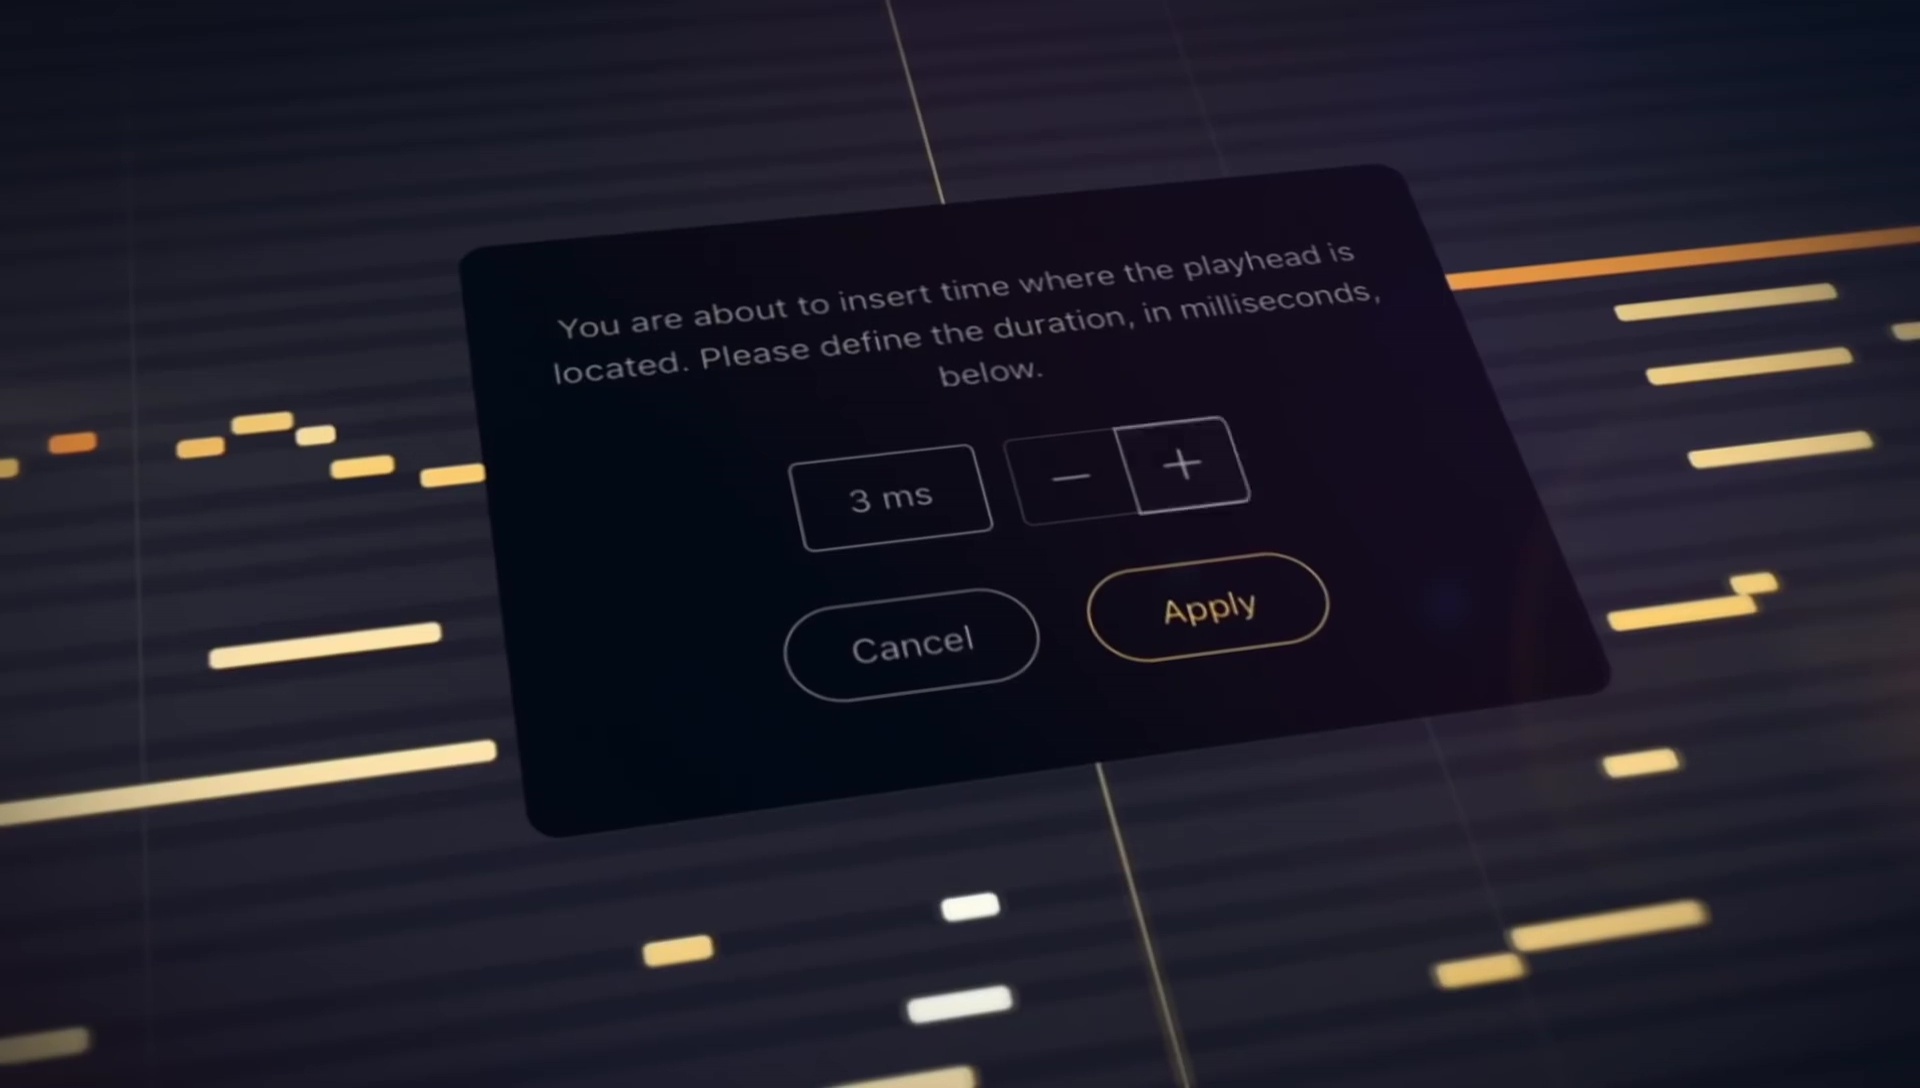 You are about to insert time where the playhead is
located. Please define the duration, in milliseconds,
below.
3 ms
Cancel
Apply